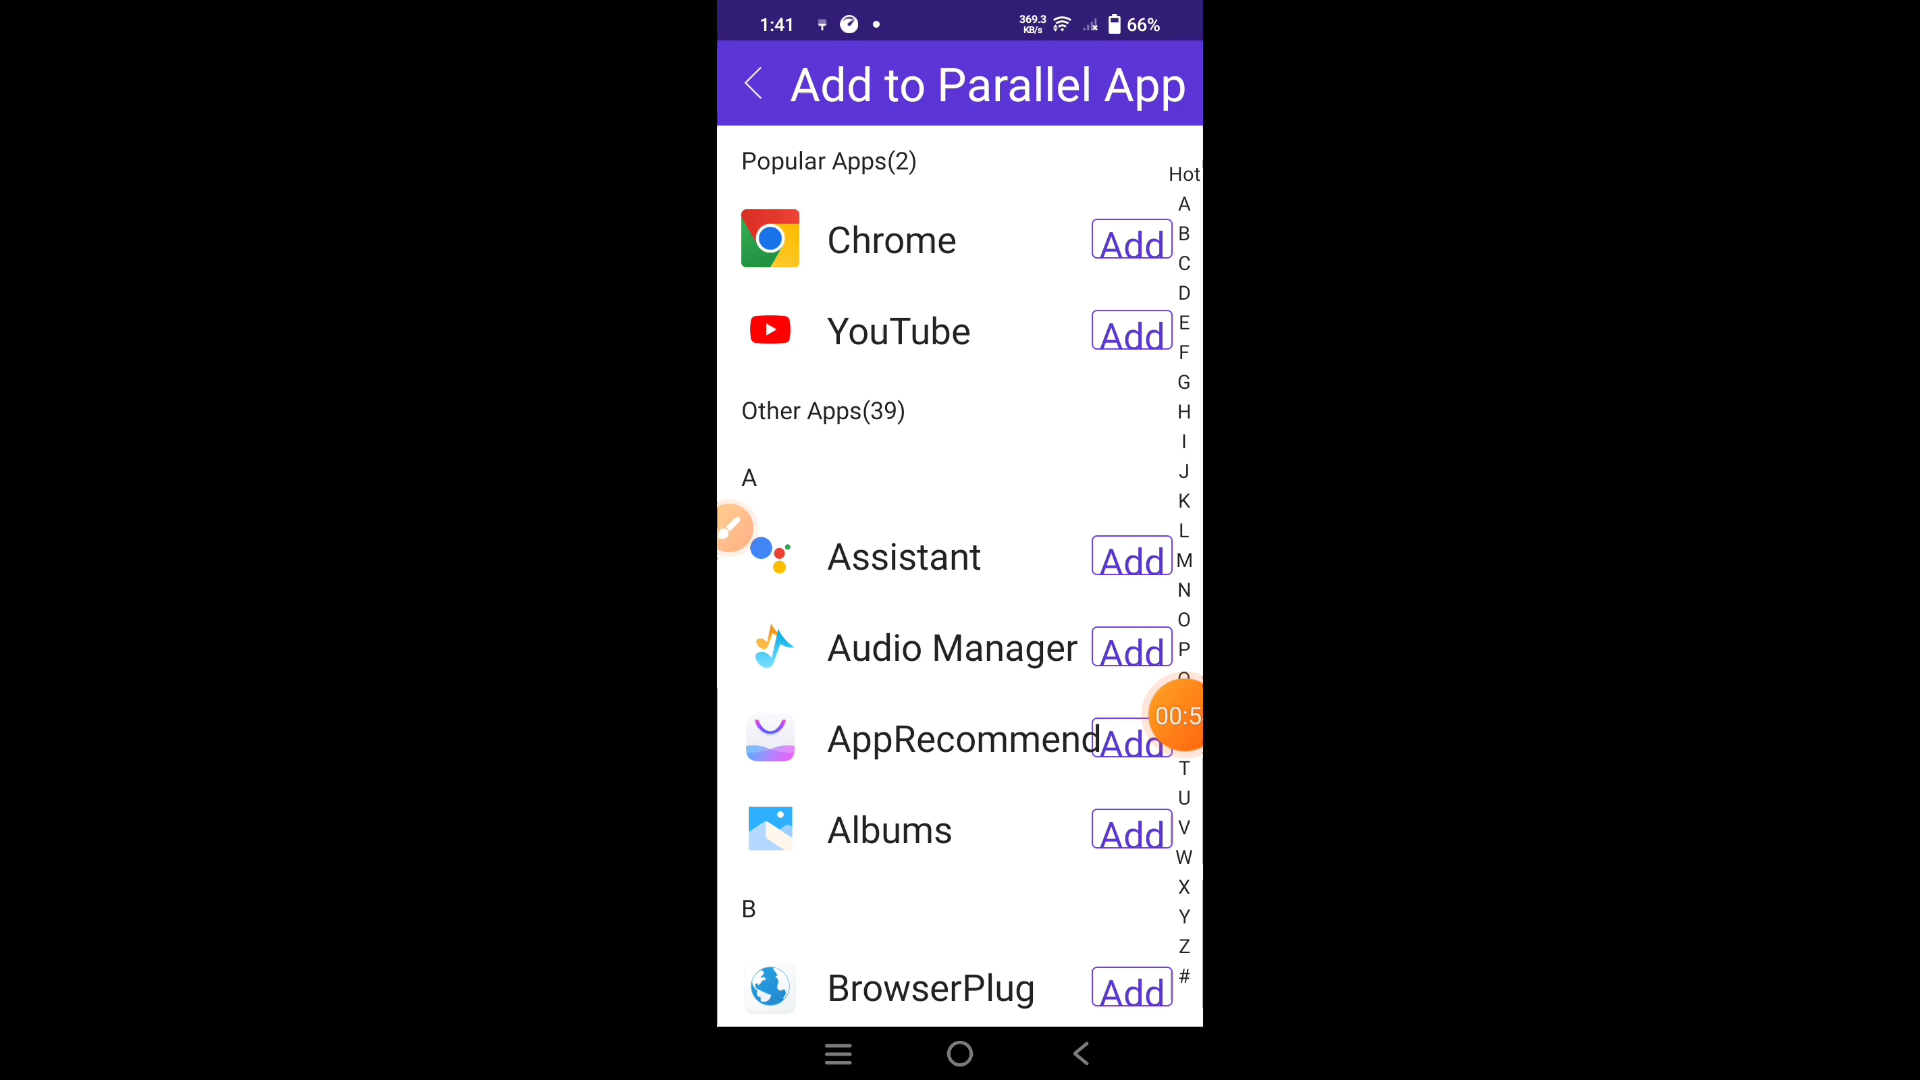 1:41 369.3 KB/s 66%
Add to Parallel App
Popular Apps(2)
Hot
A
Chrome Add
B
C
D
YouTube Add
E
F
G
Other Apps(39)
H
I
J
A
K
L
Assistant Add
M
N
O
Audio Manager Add
P
00:5
AppRecommend Add
T
U
Albums Add
V
W
X
B
Y
Z
BrowserPlug Add
#